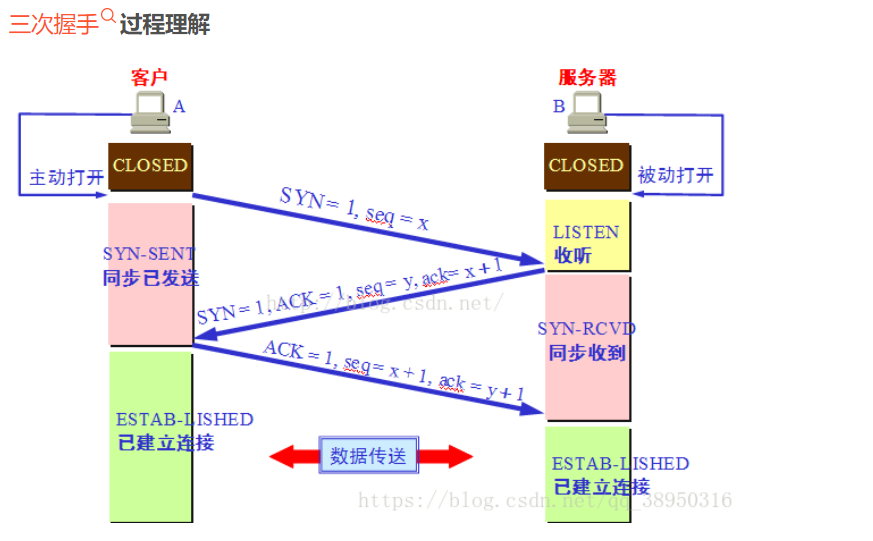 三次握手 过程理解
客户
服务器
A
B
CLOSED
CLOSED
主动打开
被动打开
SYN = 1, seq = x
LISTEN
收听
SYN-SENT
同步已发送
SYN = 1, ACK = 1, seq = y, ack= x + 1
http://blog.csdn.net/
SYN-RCVD
同步收到
ACK = 1, seq = x + 1, ack = y + 1
ESTAB-LISHED
已建立连接
数据传送
ESTAB-LISHED
已建立连接
https://blog.csdn.net/qq_38950316